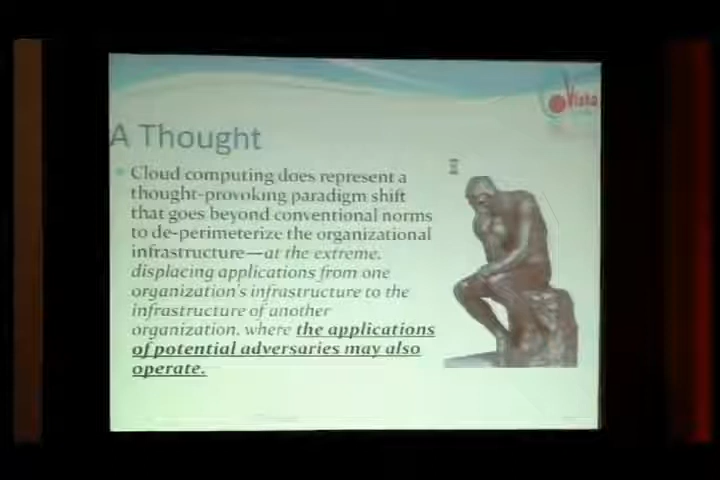 Vista
A Thought
Cloud computing does represent a
thought-provoking paradigm shift
that goes beyond conventional norms
to de-perimeterize the organizational
infrastructure—at the extreme,
displacing applications from one
organization's infrastructure to the
infrastructure of another
organization, where the applications
of potential adversaries may also
operate.